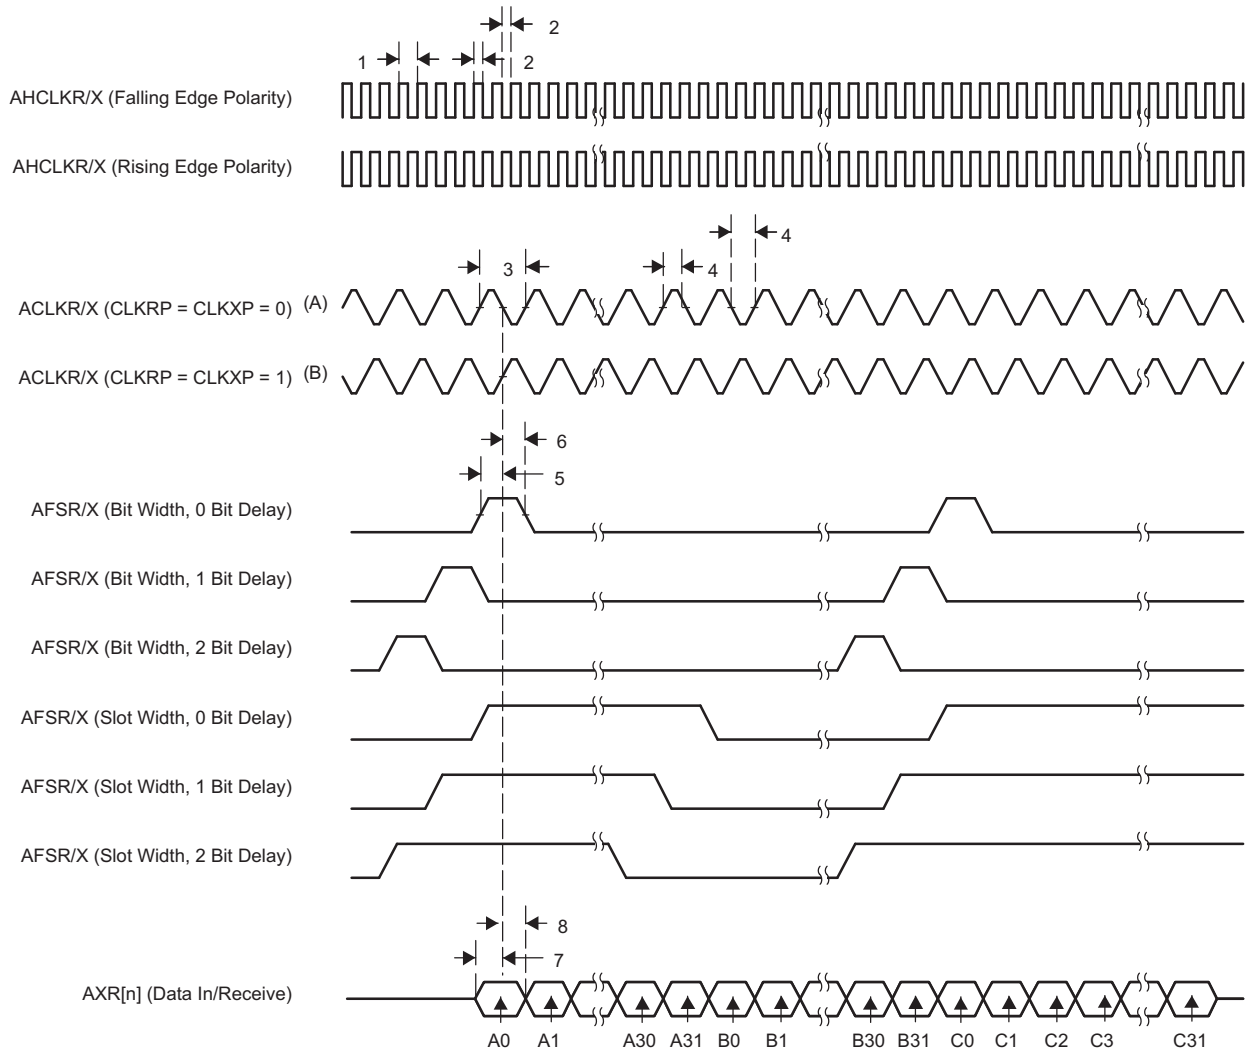 2
1
2
AHCLKR/X (Falling Edge Polarity)
AHCLKR/X (Rising Edge Polarity)
4
3
4
ACLKR/X (CLKRP = CLKXP = 0) (A)
ACLKR/X (CLKRP = CLKXP = 1) (B)
6
5
AFSR/X (Bit Width, 0 Bit Delay)
AFSR/X (Bit Width, 1 Bit Delay)
AFSR/X (Bit Width, 2 Bit Delay)
AFSR/X (Slot Width, 0 Bit Delay)
AFSR/X (Slot Width, 1 Bit Delay)
AFSR/X (Slot Width, 2 Bit Delay)
8
7
AXR[n] (Data In/Receive)
A0 A1 A30 A31 B0 B1 B30 B31 C0 C1 C2 C3 C31